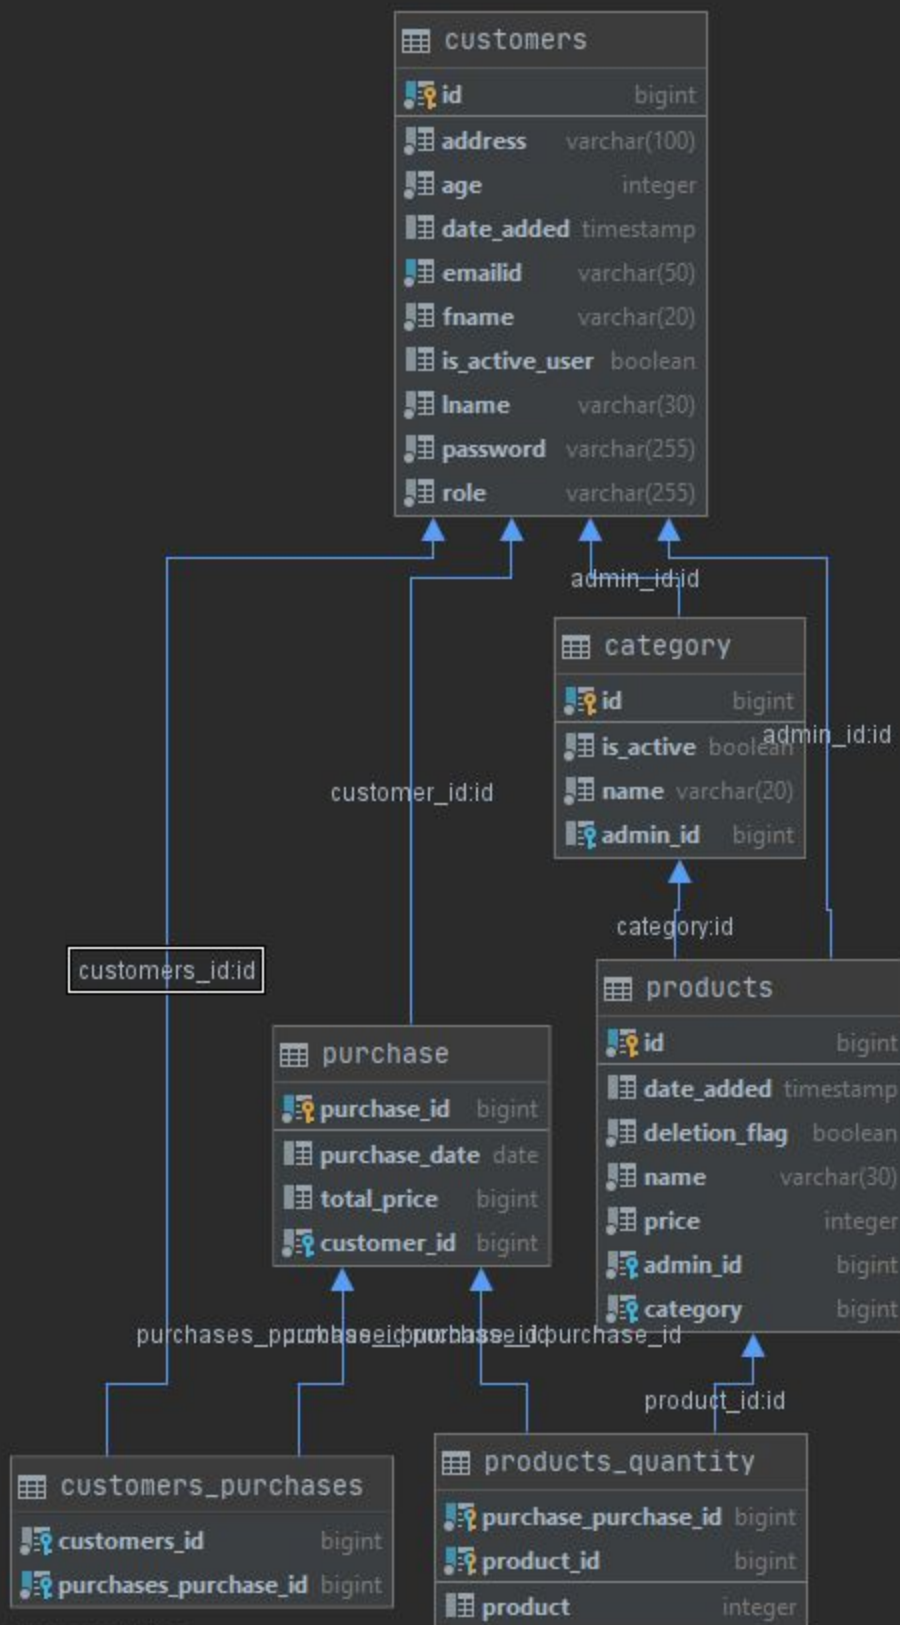 customers
id bigint
address varchar(100)
age integer
date_added timestamp
emailid varchar(50)
fname varchar(20)
is_active_user boolean
lname varchar(30)
password varchar(255)
role varchar(255)
admin_id:id
category
id bigint
is_active boolean
admin_id:id
name varchar(20)
customer_id:id
admin_id bigint
category:id
customers_id:id
products
id bigint
date_added timestamp
deletion_flag boolean
name varchar(30)
price integer
admin_id bigint
category bigint
purchase
purchase_id bigint
purchase_date date
total_price bigint
customer_id bigint
product_id:id
customers_purchases
customers_id bigint
purchases_purchase_id bigint
products_quantity
purchase_purchase_id bigint
product_id bigint
product integer